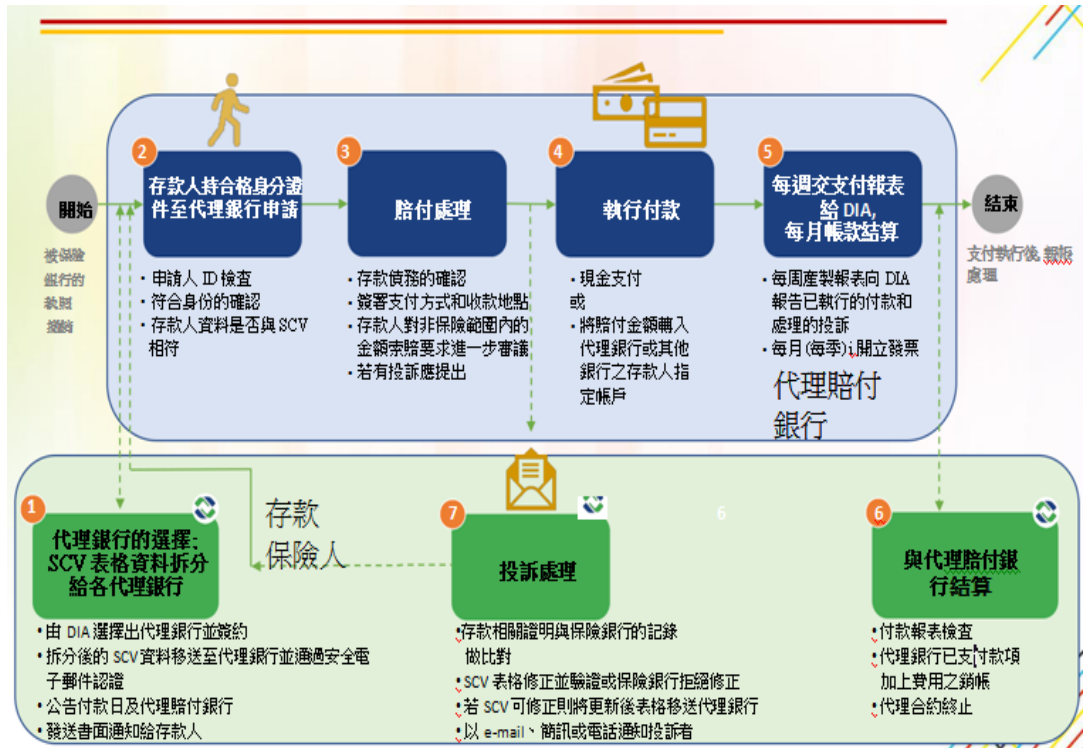 2
存款人持合格身分證
件至代理銀行申請
3
賠付處理
4
執行付款
5
每週交支付報表
給 DIA,
每月帳款結算
開始
結束
被保險
銀行的
執照
支付執行後,
處理
• 申請人 ID 檢查
• 符合身份的確認
• 存款人資料是否與 SCV
相符
• 存款債務的確認
• 簽署支付方式和收款地點
• 存款人對非保險範圍內的
金額索賠要求進一步審議
• 若有投訴應提出
• 現金支付
或
• 將賠付金額轉入
代理銀行或其他
銀行之存款人指
定帳戶
• 每周產製報表向 DIA
報告已執行的付款和
處理的投訴
• 每月(每季);開立發票
代理賠付
銀行
1
代理銀行的選擇;
SCV 表格資料拆分
給各代理銀行
存款
保險人
7
投訴處理
6
6
與代理賠付銀
行結算
• 由 DIA 選擇出代理銀行並簽約
• 拆分後的 SCV 資料移送至代理銀行並通過安全電
子郵件認證
• 公告付款日及代理賠付銀行
• 發送書面通知給存款人
• 存款相關證明與保險銀行的記錄
做比對
• SCV 表格修正並驗證或保險銀行拒絕修正
• 若 SCV 可修正則將更新後表格移送代理銀行
• 以 e-mail、簡訊或電話通知投訴者
• 付款報表檢查
• 代理銀行已支付款項
加上費用之銷帳
• 代理合約終止